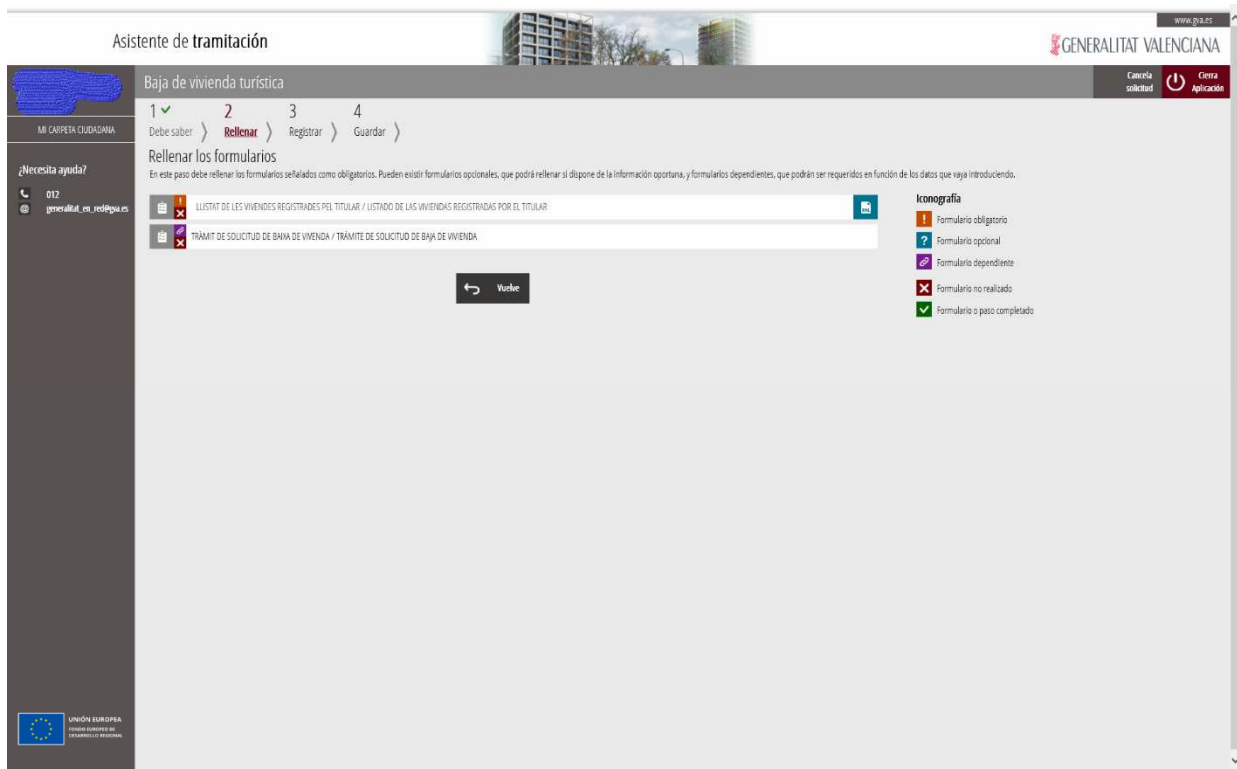 www.gva.es
Asistente de tramitación
GENERALITAT VALENCIANA
Baja de vivienda turística
Cancela solicitud
Cierra Aplicación
MI CARPETA CIUDADANA
1 2 3 4
Debe saber Rellenar Registrar Guardar
Rellenar los formularios
En este paso debe rellenar los formularios señalados como obligatorios. Pueden existir formularios opcionales, que podrá rellenar si dispone de la información oportuna, y formularios dependientes, que podrán ser requeridos en función de los datos que vaya introduciendo.
¿Necesita ayuda?
012
generalitat_en_red@gva.es
LLISTAT DE LES VIVENDES REGISTRADES PEL TITULAR / LISTADO DE LAS VIVIENDAS REGISTRADAS POR EL TITULAR
TRÀMIT DE SOLICITUD DE BAIXA DE VIVENDA / TRÁMITE DE SOLICITUD DE BAJA DE VIVIENDA
Vuelve
Iconografía
! Formulario obligatorio
? Formulario opcional
Formulario dependiente
Formulario no realizado
Formulario o paso completado
UNIÓN EUROPEA
FONDO EUROPEO DE
DESARROLLO REGIONAL